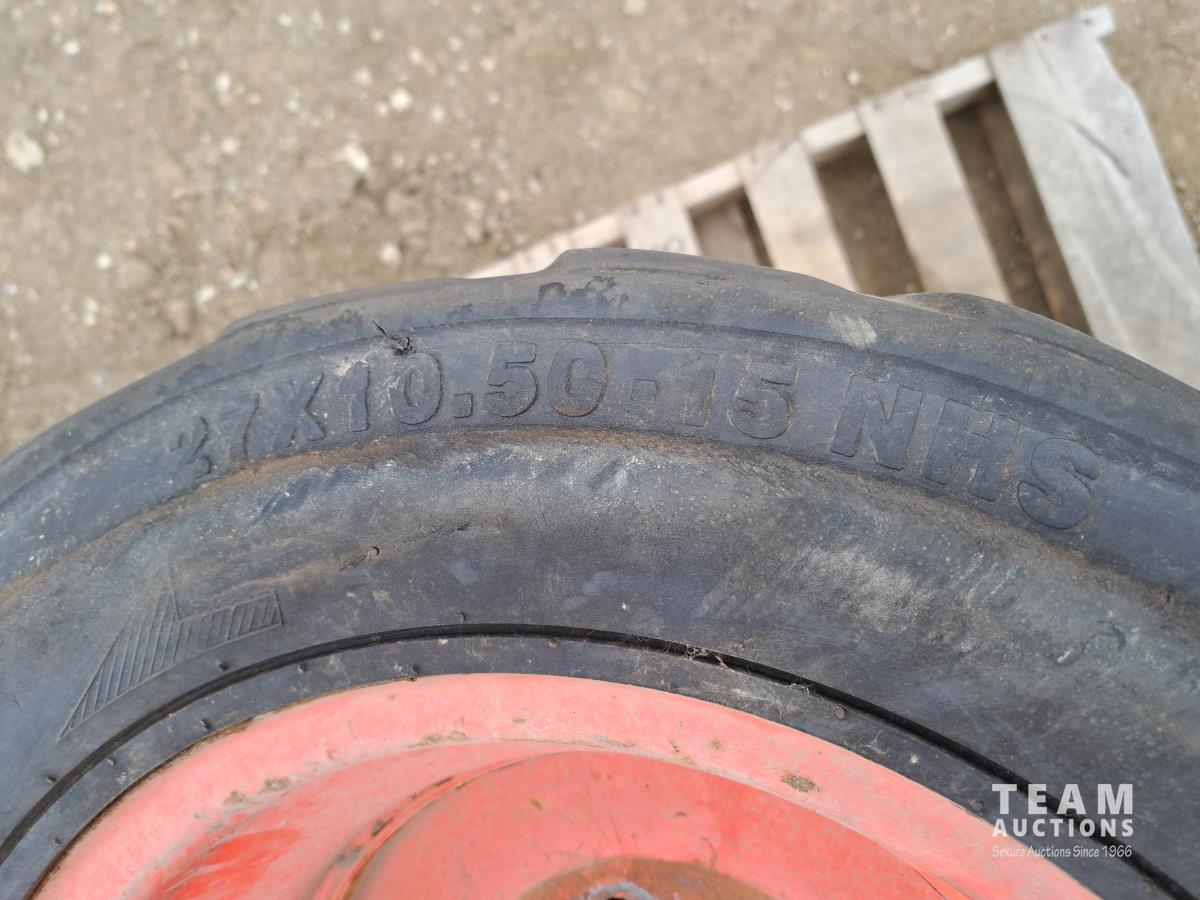 27X10.50-15 NHS
TEAM
AUCTIONS
Sekura Auctions Since 1966